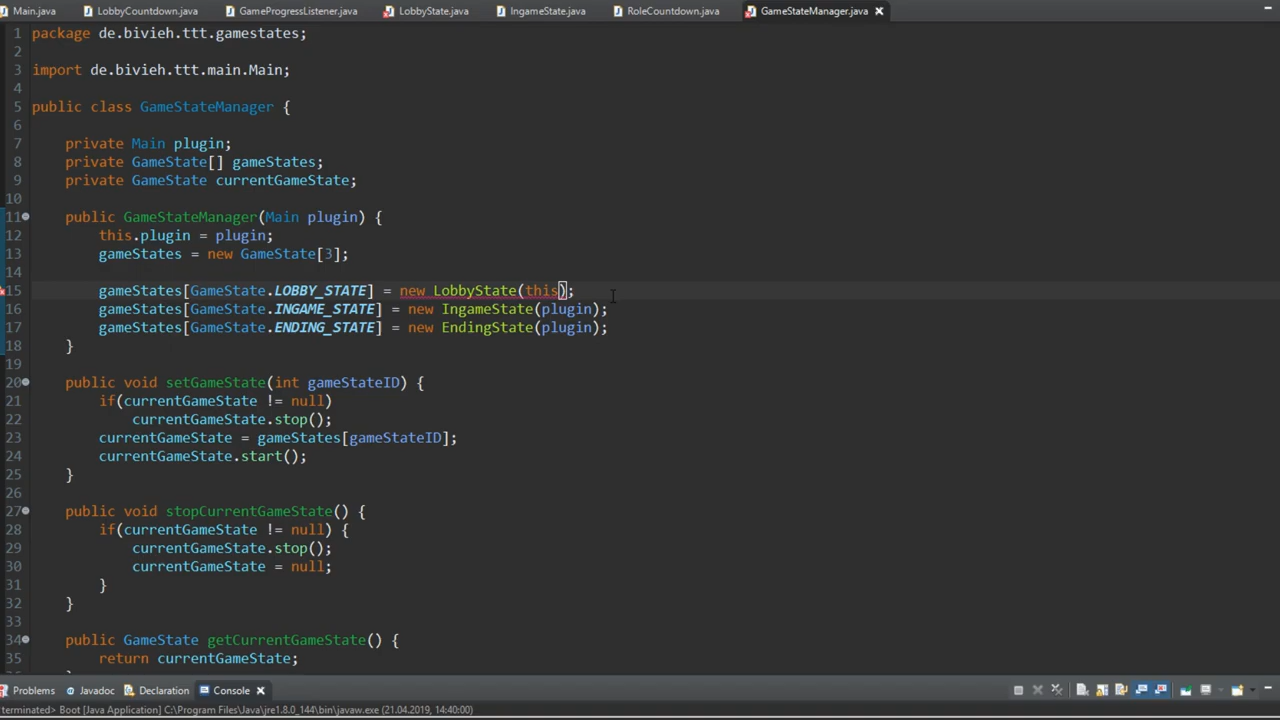 Main.java LobbyCountdown.java GameProgressListener.java LobbyState.java IngameState.java RoleCountdown.java GameStateManager.java
1 package de.bivieh.ttt.gamestates;
2
3 import de.bivieh.ttt.main.Main;
4
5 public class GameStateManager {
6
7 private Main plugin;
8 private GameState[] gameStates;
9 private GameState currentGameState;
10
11 public GameStateManager(Main plugin) {
12 this.plugin = plugin;
13 gameStates = new GameState[3];
14
15 gameStates[GameState.LOBBY_STATE] = new LobbyState(this);
16 gameStates[GameState.INGAME_STATE] = new IngameState(plugin);
17 gameStates[GameState.ENDING_STATE] = new EndingState(plugin);
18 }
19
20 public void setGameState(int gameStateID) {
21 if(currentGameState != null)
22 currentGameState.stop();
23 currentGameState = gameStates[gameStateID];
24 currentGameState.start();
25 }
26
27 public void stopCurrentGameState() {
28 if(currentGameState != null) {
29 currentGameState.stop();
30 currentGameState = null;
31 }
32 }
33
34 public GameState getCurrentGameState() {
35 return currentGameState;
Problems Javadoc Declaration Console
terminated> Boot [Java Application] C:\Program Files\Java\jre1.8.0_144\bin\javaw.exe (21.04.2019, 14:40:00)